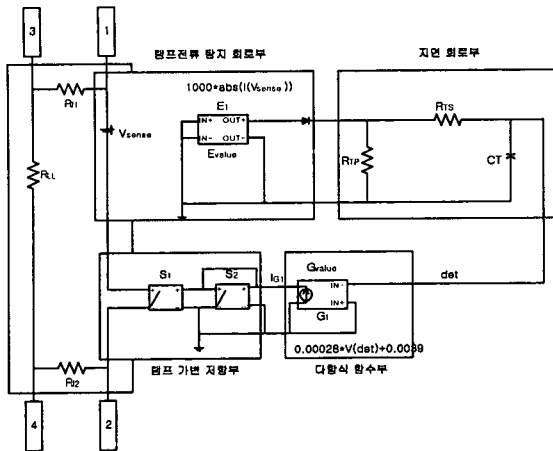 3
1
램프전류 탐지 회로부
지연 회로부
1000*abs(I(Vsense))
Rf1
E1
IN+ OUT+
IN- OUT-
Evalue
Vsense
RTS
RTP
CT
RLL
S1
S2
IG1
Gvalue
IN-
IN+
G1
det
0.00028*V(det)+0.0039
Rf2
램프 가변 저항부
다항식 함수부
4
2